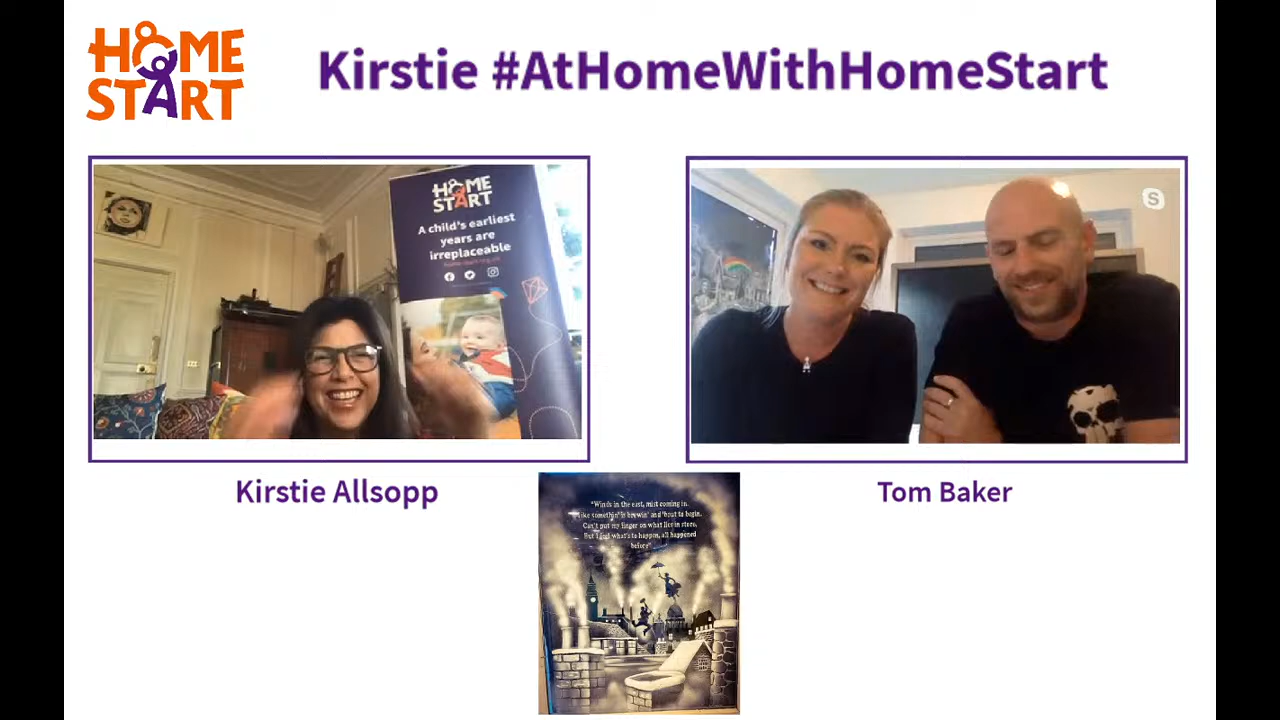 HOME
START
Kirstie #AtHomeWithHomeStart
HOME
START
A child's earliest
years are
irreplaceable
S
Kirstie Allsopp
Tom Baker
"Winds in the east, mist coming in.
Like somethin' is brewin' and 'bout to begin.
Can't put my finger on what lies in store,
But I feel what's to happen, all happened
before"